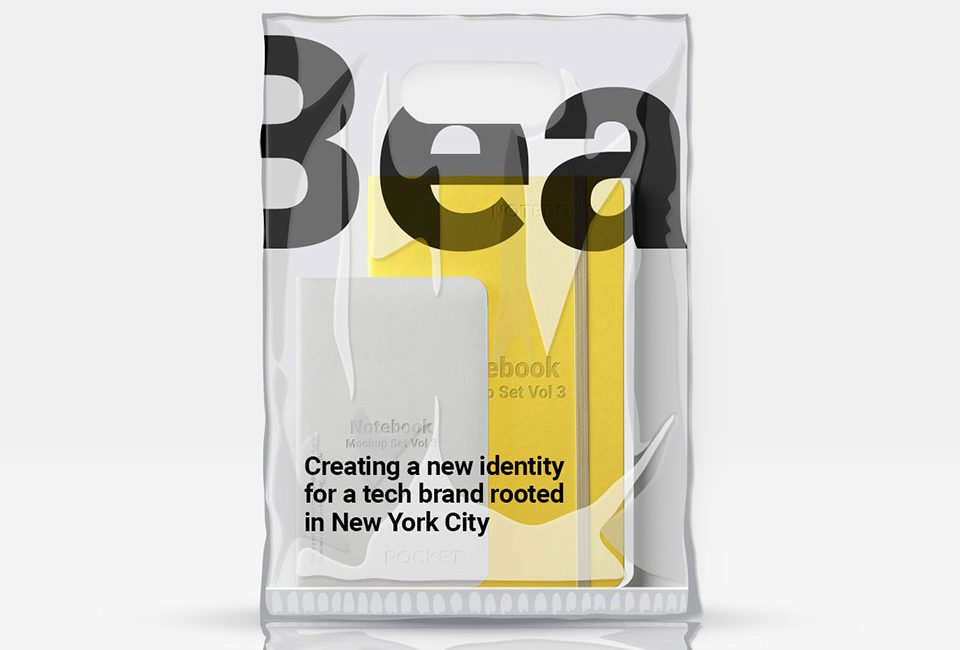 Bea
NOTEBO
ebook
p Set Vol 3
Notebook
Mockup Set Vol 3
Creating a new identity
for a tech brand rooted
in New York City
POCKET